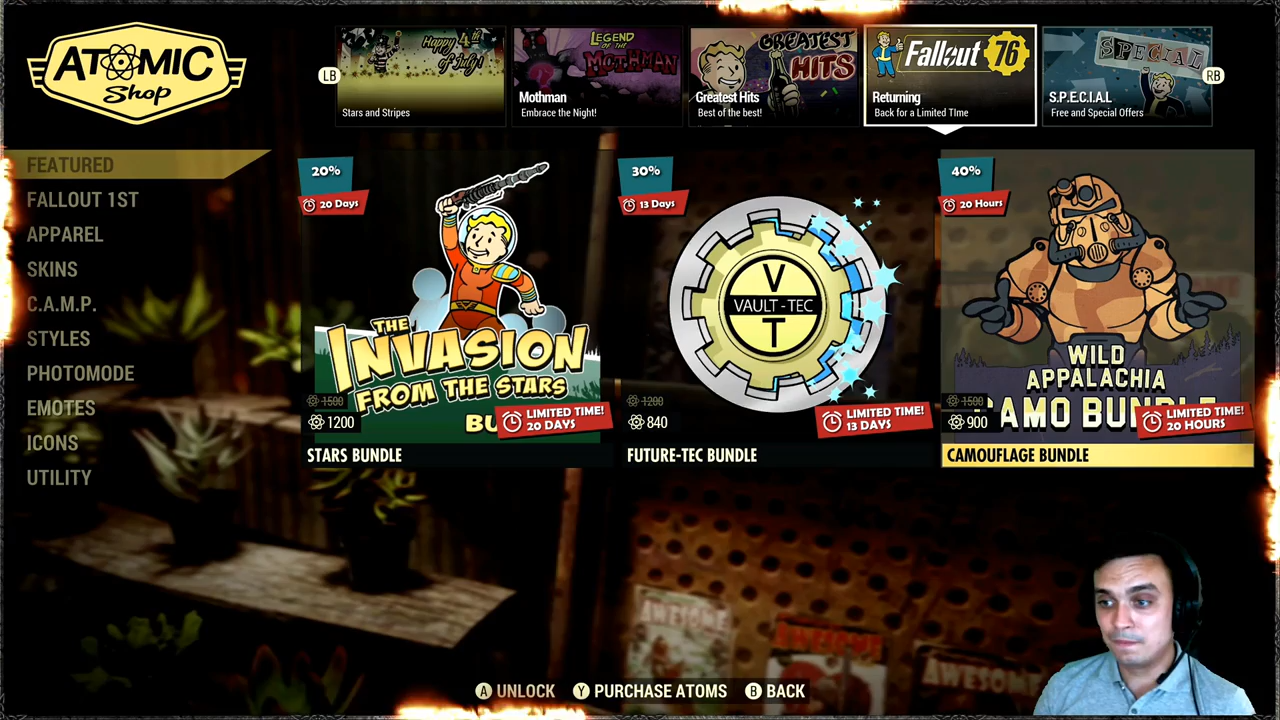 ATOMIC
Shop
LB
Happy 4th
of July!
Stars and Stripes
LEGEND
OF THE
MOTHMAN
Mothman
Embrace the Night!
GREATEST
HITS
Greatest Hits
Best of the best!
Fallout 76
Returning
Back for a Limited TIme
SPECIAL
S.P.E.C.I.A.L
Free and Special Offers
RB
FEATURED
FALLOUT 1ST
APPAREL
SKINS
C.A.M.P.
STYLES
PHOTOMODE
EMOTES
ICONS
UTILITY
20%
20 Days
THE
INVASION
FROM THE STARS
BU
1500
1200
LIMITED TIME!
20 DAYS
STARS BUNDLE
30%
13 Days
V
VAULT-TEC
T
1200
840
LIMITED TIME!
13 DAYS
FUTURE-TEC BUNDLE
40%
20 Hours
WILD
APPALACHIA
CAMO BUNDLE
1500
900
LIMITED TIME!
20 HOURS
CAMOUFLAGE BUNDLE
AWESOME
AWESOME
AWESOME
A UNLOCK
Y PURCHASE ATOMS
B BACK